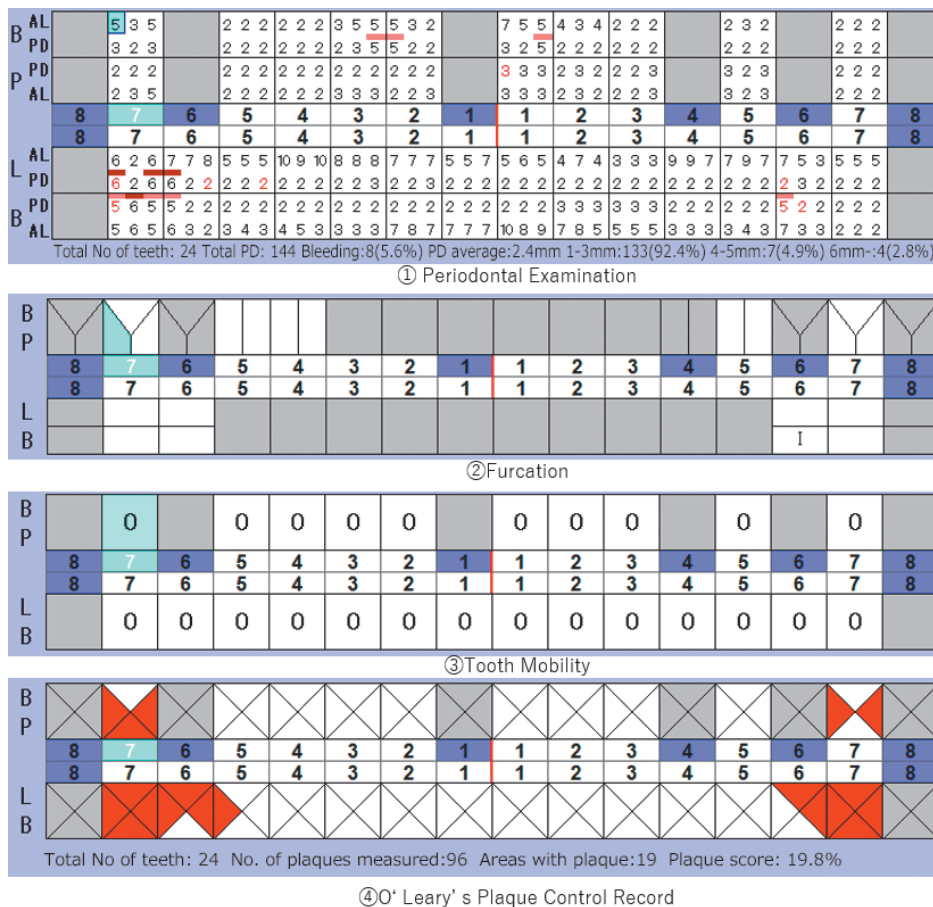 B AL 5 3 5 2 2 2 2 2 2 3 5 5 5 3 2 7 5 5 4 3 4 2 2 2 2 3 2 2 2 2
PD 3 2 3 2 2 2 2 2 2 2 3 5 5 2 2 3 2 5 2 2 2 2 2 2 2 2 2 2 2 2
P PD 2 2 2 2 2 2 2 2 2 3 3 3 2 2 3 3 3 3 2 3 2 2 2 3 3 2 3 2 2 2
AL 2 3 5 2 2 2 2 2 2 3 3 3 2 2 3 3 3 3 2 3 2 2 2 3 3 2 3 2 2 2
8 7 6 5 4 3 2 1 1 2 3 4 5 6 7 8
8 7 6 5 4 3 2 1 1 2 3 4 5 6 7 8
L AL 6 2 6 7 7 8 5 5 5 10 9 10 8 8 8 7 7 7 5 5 7 5 6 5 4 7 4 3 3 3 9 9 7 7 9 7 7 5 3 5 5 5
PD 6 2 6 6 2 2 2 2 2 2 2 2 2 2 2 2 2 3 2 2 2 2 2 2 2 2 2 3 3 3 2 2 2 2 2 2 2 3 2 2 2 2
B PD 5 6 5 5 2 2 2 2 2 2 2 2 2 2 2 2 2 2 2 2 2 2 2 2 3 3 3 3 3 3 3 3 3 2 2 2 5 2 2 2 2 2
AL 5 6 5 6 3 2 3 4 3 4 5 3 3 3 3 3 4 5 7 7 7 10 8 9 7 8 5 5 5 5 3 3 3 3 4 3 7 3 3 2 2 2
Total No of teeth: 24 Total PD: 144 Bleeding:8(5.6%) PD average:2.4mm 1-3mm:133(92.4%) 4-5mm:7(4.9%) 6mm-:4(2.8%)
① Periodontal Examination
B
P
8 7 6 5 4 3 2 1 1 2 3 4 5 6 7 8
8 7 6 5 4 3 2 1 1 2 3 4 5 6 7 8
L
B I
②Furcation
B
P
0 0 0 0 0 0 0 0 0 0
8 7 6 5 4 3 2 1 1 2 3 4 5 6 7 8
8 7 6 5 4 3 2 1 1 2 3 4 5 6 7 8
L
B
0 0 0 0 0 0 0 0 0 0 0 0 0 0
③Tooth Mobility
B
P
8 7 6 5 4 3 2 1 1 2 3 4 5 6 7 8
8 7 6 5 4 3 2 1 1 2 3 4 5 6 7 8
L
B
Total No of teeth: 24 No. of plaques measured:96 Areas with plaque:19 Plaque score: 19.8%
④O‘ Leary’ s Plaque Control Record